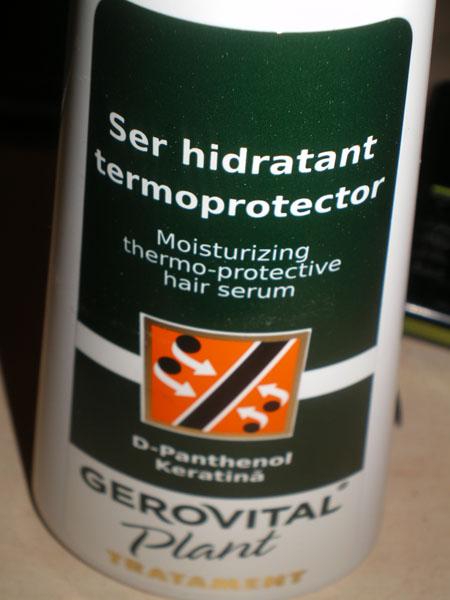 Ser hidratant
termoprotector
Moisturizing
thermo-protective
hair serum
D-Panthenol
Keratină
GEROVITAL®
Plant
TRATAMENT